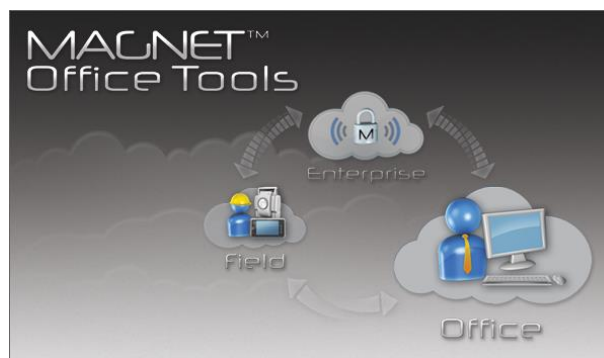 MAGNET™
Office Tools
M
Enterprise
Field
Office